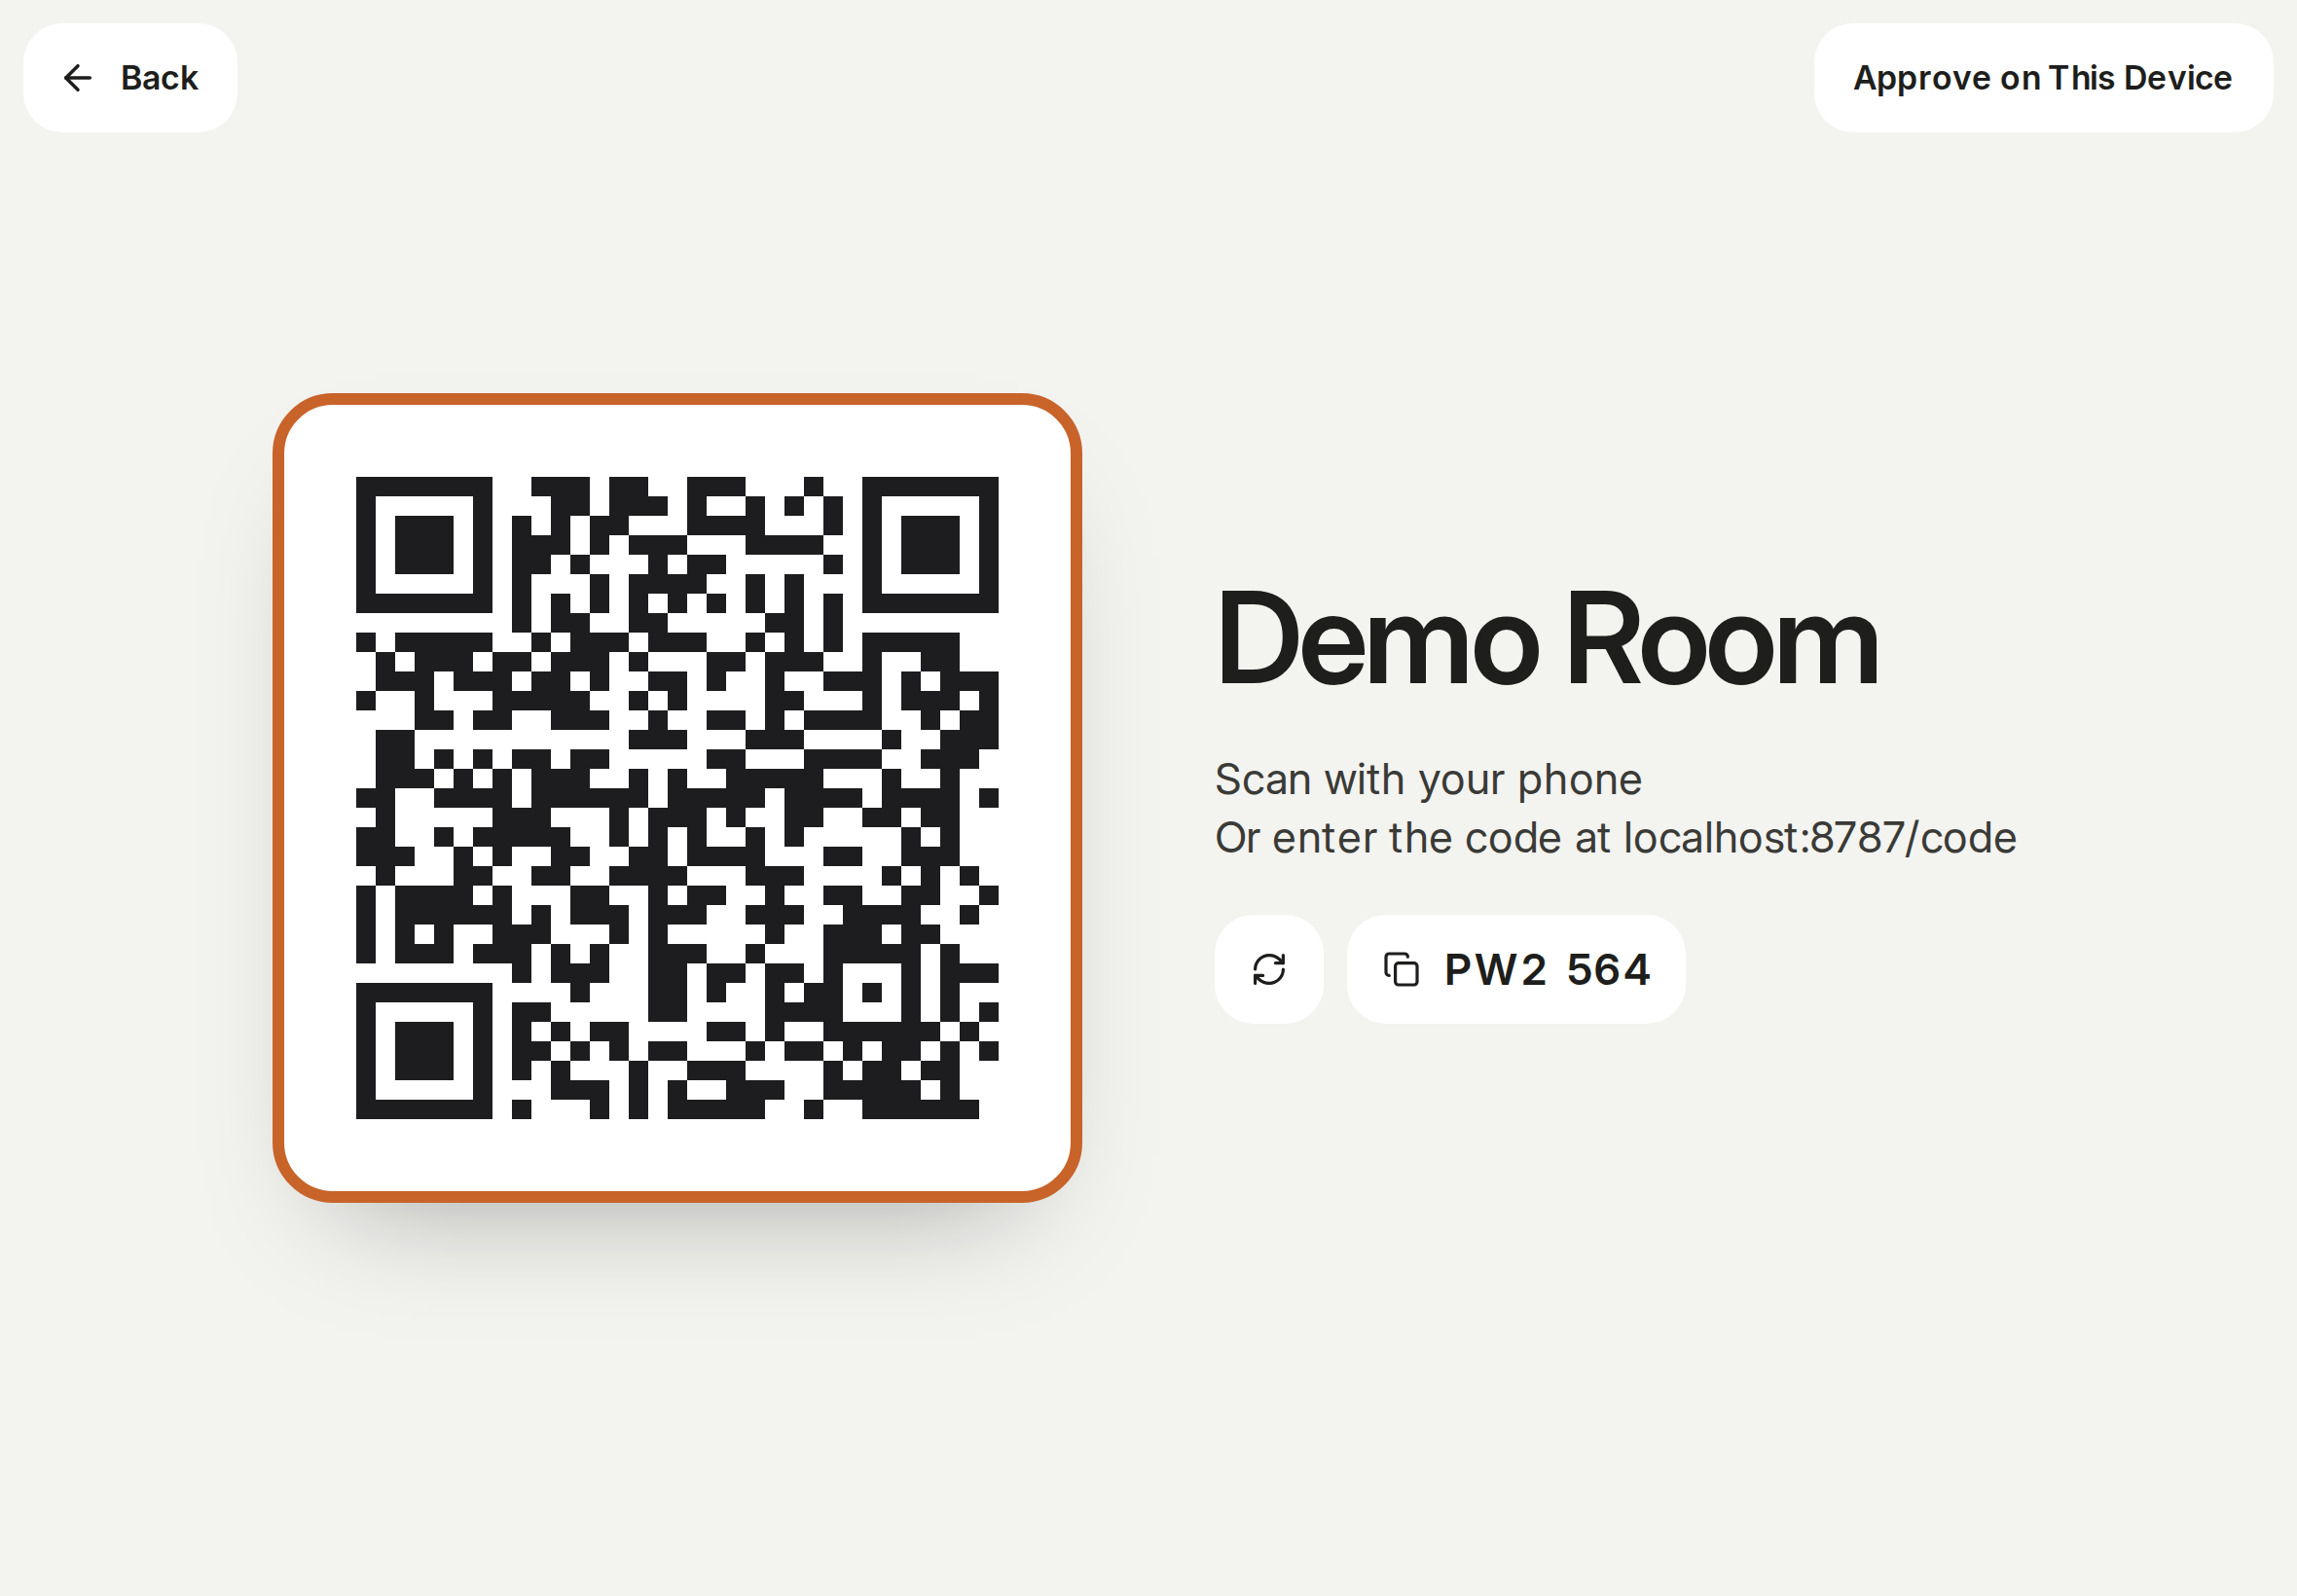 Back
Approve on This Device
Demo Room
Scan with your phone
Or enter the code at localhost:8787/code
PW2 564